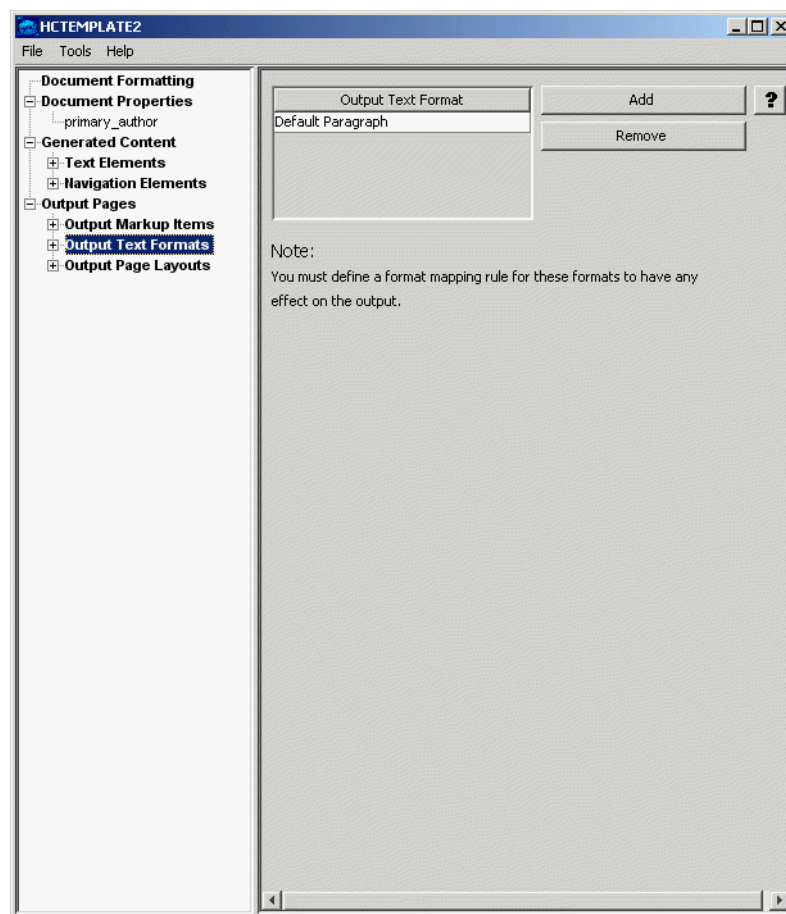 HCTEMPLATE2
File Tools Help
Document Formatting
Document Properties
primary_author
Generated Content
Text Elements
Navigation Elements
Output Pages
Output Markup Items
Output Text Formats
Output Page Layouts
Output Text Format
Default Paragraph
Add
Remove
?
Note:
You must define a format mapping rule for these formats to have any
effect on the output.